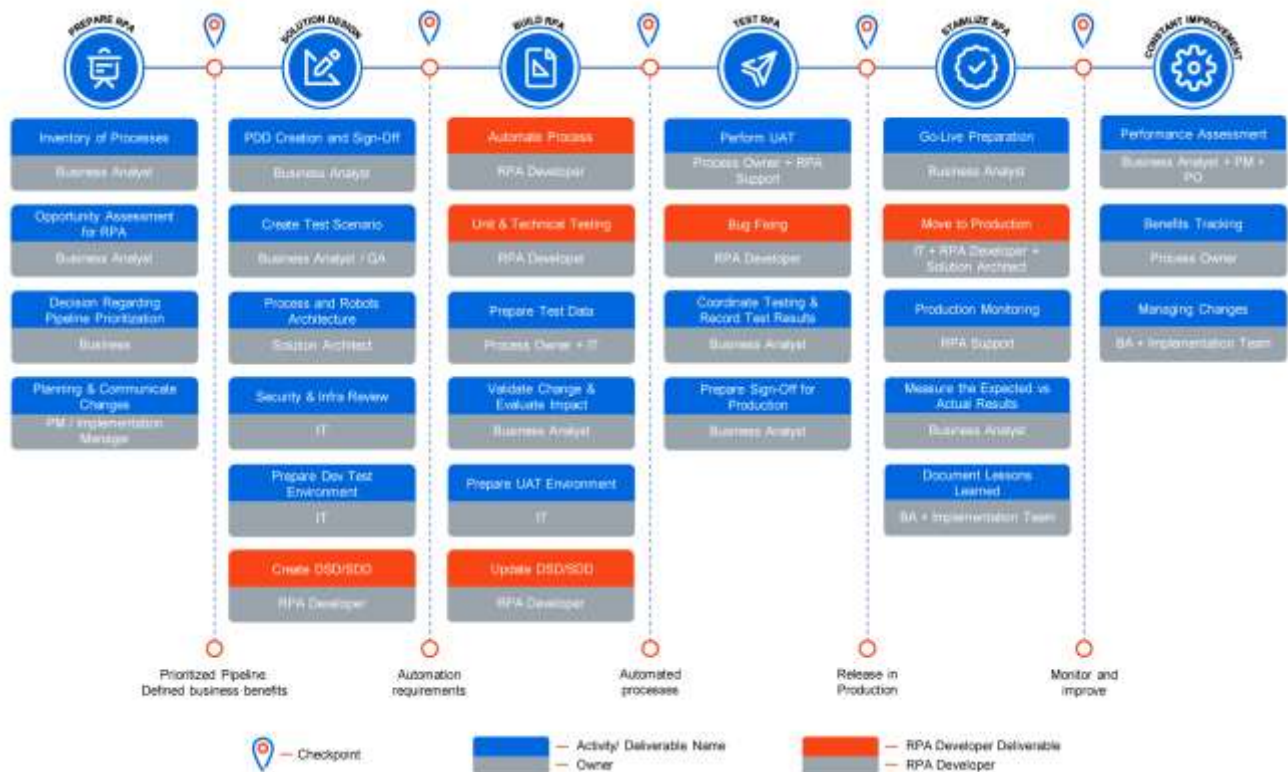 PREPARE RPA
SOLUTION DESIGN
BUILD RPA
TEST RPA
STABILIZE RPA
CONSTANT IMPROVEMENT
Inventory of Processes
Business Analyst
Opportunity Assessment
for RPA
Business Analyst
Decision Regarding
Pipeline Prioritization
Business
Planning & Communicate
Changes
PM / Implementation
Manager
PDD Creation and Sign-Off
Business Analyst
Create Test Scenario
Business Analyst / QA
Process and Robots
Architecture
Solution Architect
Security & Infra Review
IT
Prepare Dev Test
Environment
IT
Create DSD/SDD
RPA Developer
Automate Process
RPA Developer
Unit & Technical Testing
RPA Developer
Prepare Test Data
Process Owner + IT
Validate Change &
Evaluate Impact
Business Analyst
Prepare UAT Environment
IT
Update DSD/SDD
RPA Developer
Perform UAT
Process Owner + RPA
Support
Bug Fixing
RPA Developer
Coordinate Testing &
Record Test Results
Business Analyst
Prepare Sign-Off for
Production
Business Analyst
Go-Live Preparation
Business Analyst
Move to Production
IT + RPA Developer +
Solution Architect
Production Monitoring
RPA Support
Measure the Expected vs
Actual Results
Business Analyst
Document Lessons
Learned
BA + Implementation Team
Performance Assessment
Business Analyst + PM +
PO
Benefits Tracking
Process Owner
Managing Changes
BA + Implementation Team
Prioritized Pipeline
Defined business benefits
Automation
requirements
Automated
processes
Release in
Production
Monitor and
improve
Checkpoint
Activity/ Deliverable Name
Owner
RPA Developer Deliverable
RPA Developer